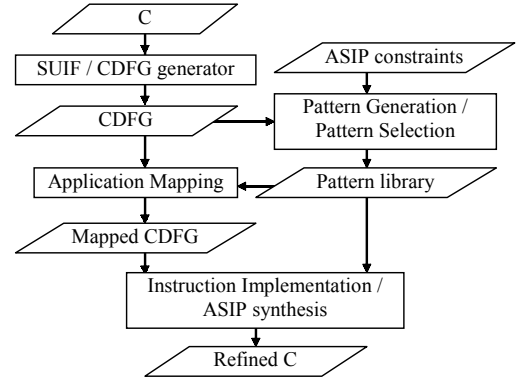 C
SUIF / CDFG generator
ASIP constraints
CDFG
Pattern Generation /
Pattern Selection
Application Mapping
Pattern library
Mapped CDFG
Instruction Implementation /
ASIP synthesis
Refined C